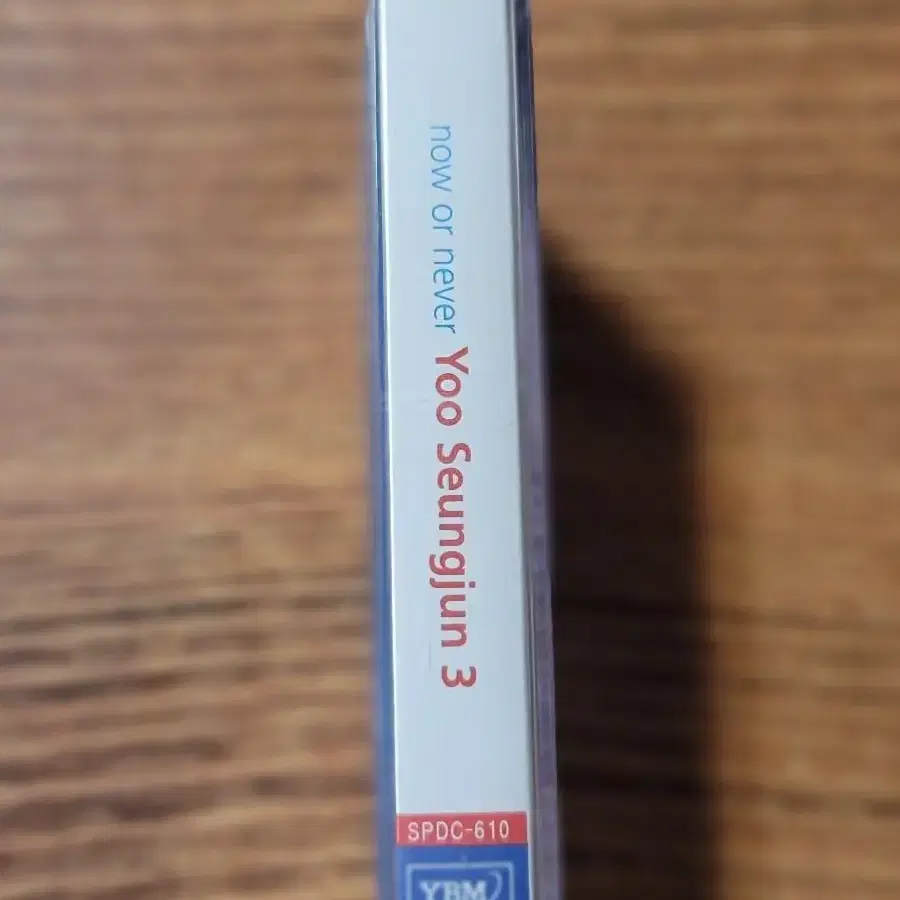 now or never Yoo Seungjun 3
SPDC-610
YBM